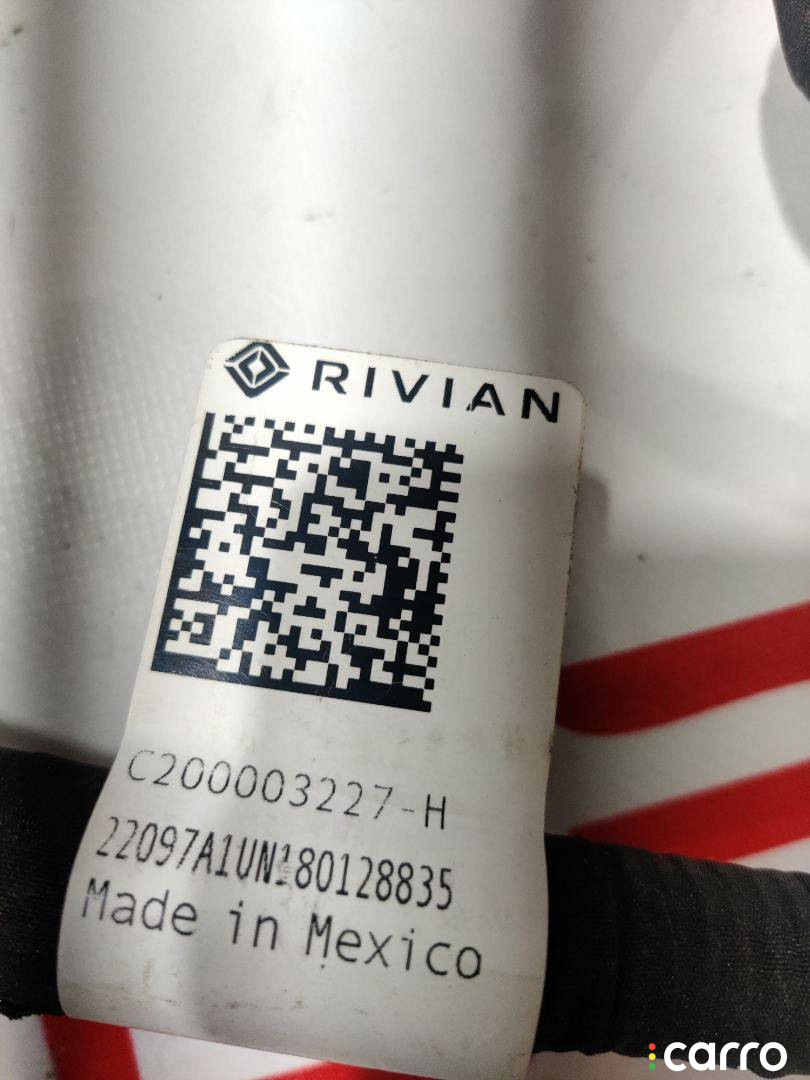 RIVIAN
C200003227-H
22097A1UN180128835
Made in Mexico
carro